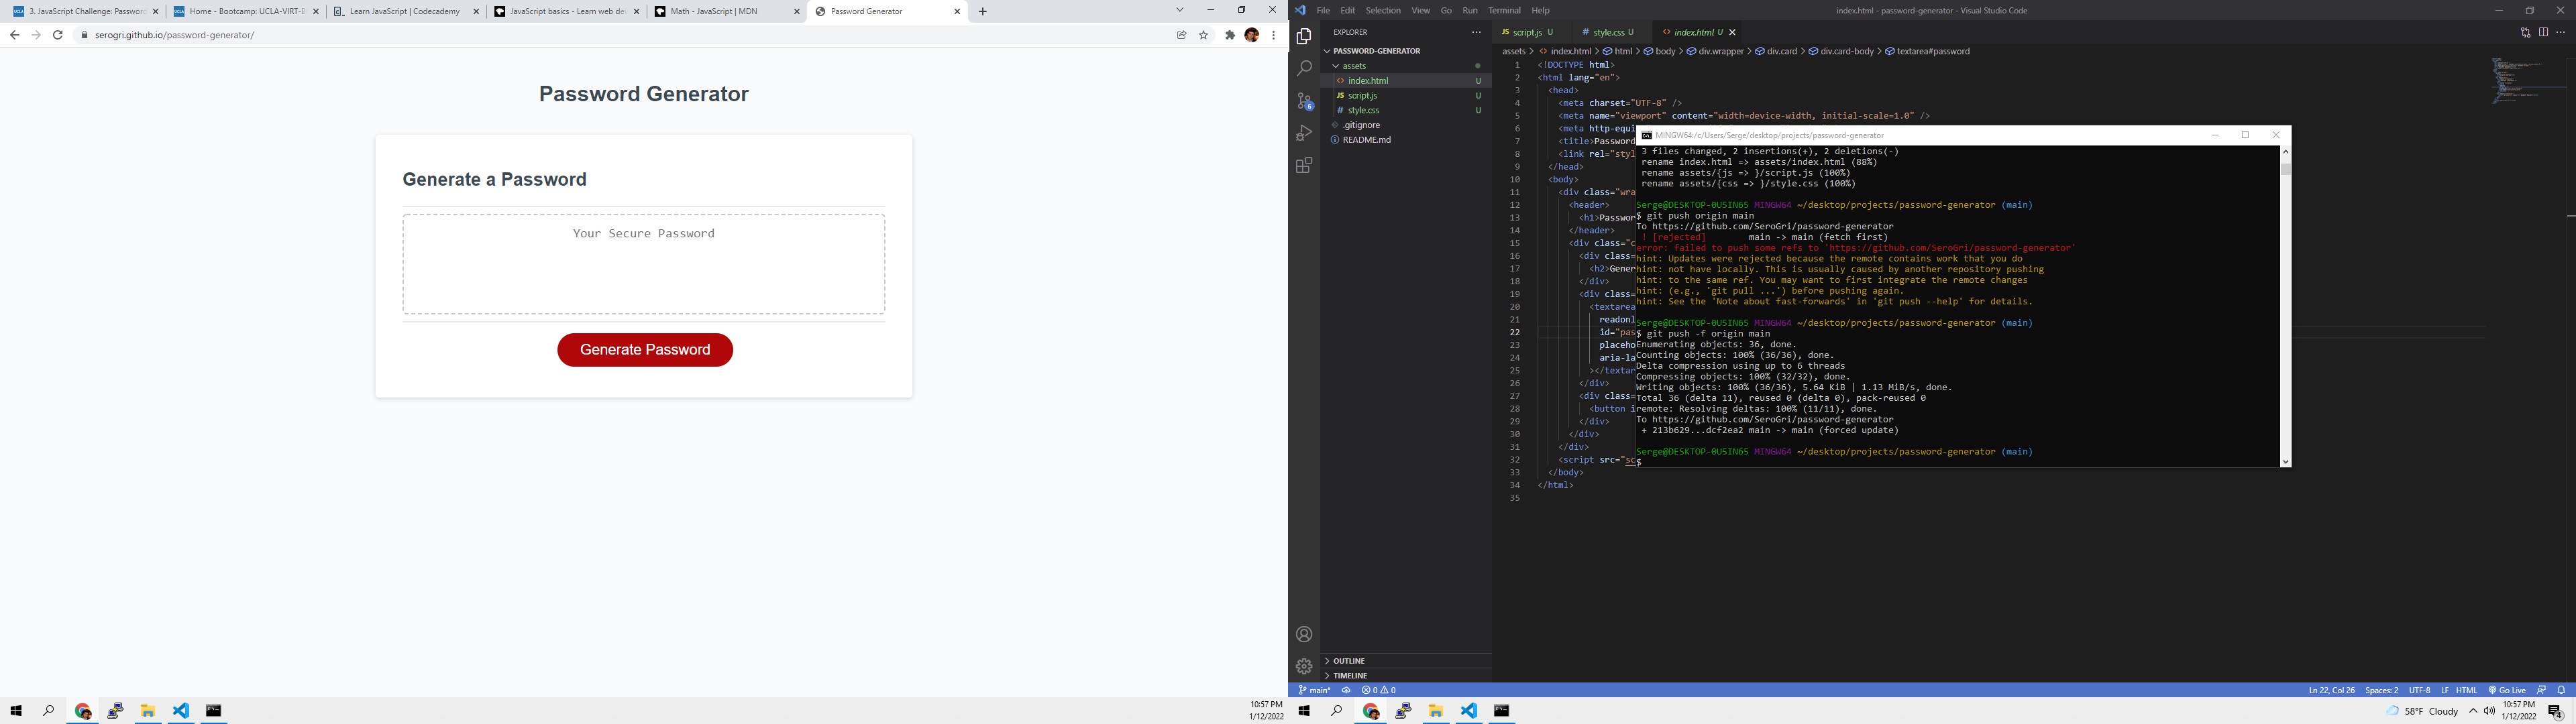 3. JavaScript Challenge: Passwor
Home - Bootcamp: UCLA-VIRT-B
Learn JavaScript | Codecademy
JavaScript basics - Learn web de
Math - JavaScript | MDN
Password Generator
serogri.github.io/password-generator/
Password Generator
Generate a Password
Your Secure Password
Generate Password
10:57 PM
1/12/2022
File Edit Selection View Go Run Terminal Help
index.html - password-generator - Visual Studio Code
EXPLORER
PASSWORD-GENERATOR
assets
index.html U
JS script.js U
# style.css U
.gitignore
README.md
OUTLINE
TIMELINE
6
JS script.js U
# style.css U
<> index.html U
assets > <> index.html > html > body > div.wrapper > div.card > div.card-body > textarea#password
1 <!DOCTYPE html>
2 <html lang="en">
3 <head>
4 <meta charset="UTF-8" />
5 <meta name="viewport" content="width=device-width, initial-scale=1.0" />
6 <meta http-equi
7 <title>Password
8 <link rel="styl
9 </head>
10 <body>
11 <div class="wra
12 <header>
13 <h1>Passwor
14 </header>
15 <div class="c
16 <div class=
17 <h2>Gener
18 </div>
19 <div class=
20 <textarea
21 readonl
22 id="pas
23 placeho
24 aria-la
25 ></textar
26 </div>
27 <div class=
28 <button i
29 </div>
30 </div>
31 </div>
32 <script src="sc
33 </body>
34 </html>
35
MINGW64:/c/Users/Serge/desktop/projects/password-generator
3 files changed, 2 insertions(+), 2 deletions(-)
rename index.html => assets/index.html (88%)
rename assets/{js => }/script.js (100%)
rename assets/{css => }/style.css (100%)
Serge@DESKTOP-0U5IN65 MINGW64 ~/desktop/projects/password-generator (main)
$ git push origin main
To https://github.com/SeroGri/password-generator
! [rejected] main -> main (fetch first)
error: failed to push some refs to 'https://github.com/SeroGri/password-generator'
hint: Updates were rejected because the remote contains work that you do
hint: not have locally. This is usually caused by another repository pushing
hint: to the same ref. You may want to first integrate the remote changes
hint: (e.g., 'git pull ...') before pushing again.
hint: See the 'Note about fast-forwards' in 'git push --help' for details.
Serge@DESKTOP-0U5IN65 MINGW64 ~/desktop/projects/password-generator (main)
$ git push -f origin main
Enumerating objects: 36, done.
Counting objects: 100% (36/36), done.
Delta compression using up to 6 threads
Compressing objects: 100% (32/32), done.
Writing objects: 100% (36/36), 5.64 KiB | 1.13 MiB/s, done.
Total 36 (delta 11), reused 0 (delta 0), pack-reused 0
remote: Resolving deltas: 100% (11/11), done.
To https://github.com/SeroGri/password-generator
+ 213b629...dcf2ea2 main -> main (forced update)
Serge@DESKTOP-0U5IN65 MINGW64 ~/desktop/projects/password-generator (main)
$
main* 0 0
Ln 22, Col 26 Spaces: 2 UTF-8 LF HTML Go Live
58°F Cloudy
10:57 PM
1/12/2022